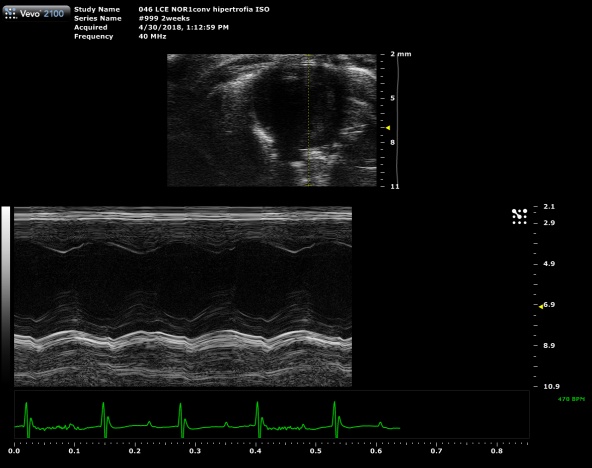 Vevo 2100
Study Name 046 LCE NOR1conv hipertrofia ISO
Series Name #999 2weeks
Acquired 4/30/2018, 1:12:59 PM
Frequency 40 MHz
2 mm
5
8
11
2.1
2.9
4.9
6.9
8.9
10.9
470 BPM
0.0 0.1 0.2 0.3 0.4 0.5 0.6 0.7 0.8